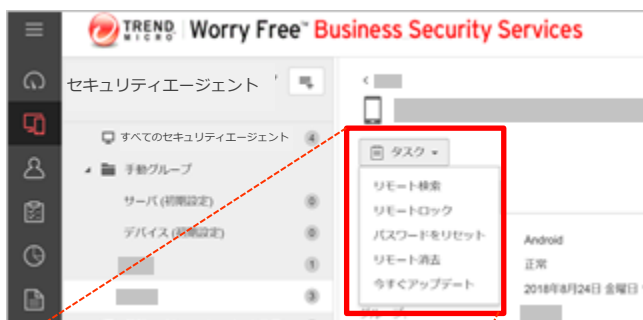 TREND MICRO Worry Free™ Business Security Services
セキュリティエージェント
すべてのセキュリティエージェント 4
手動グループ
サーバ (初期設定) 0
デバイス (初期設定) 0
1
3
タスク
リモート検索
リモートロック
パスワードをリセット
リモート消去
今すぐアップデート
グループ:
Android
正常
2018年8月24日 金曜日